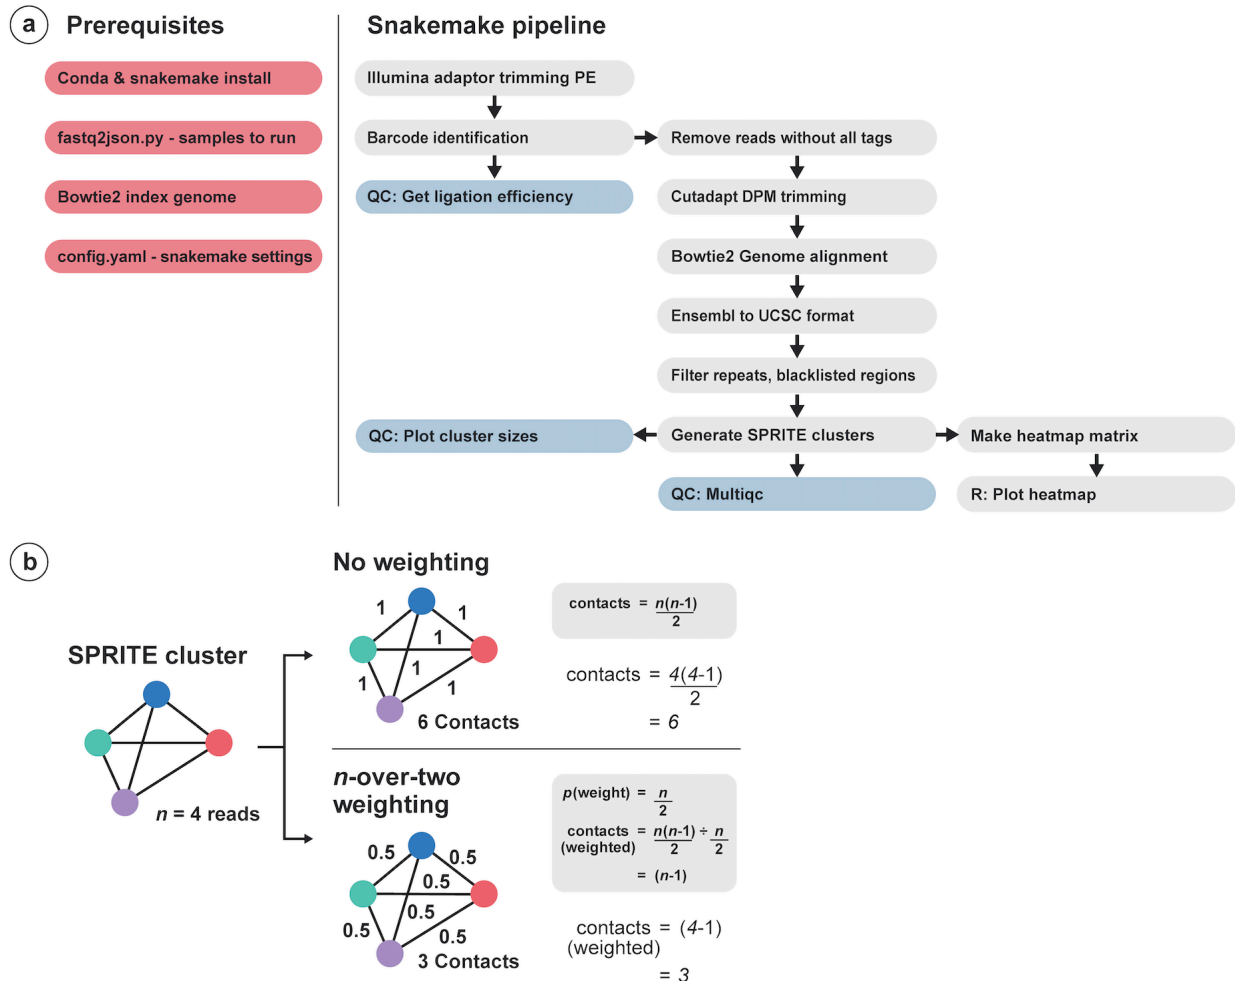 a
Prerequisites
Conda & snakemake install
fastq2json.py - samples to run
Bowtie2 index genome
config.yaml - snakemake settings
Snakemake pipeline
Illumina adaptor trimming PE
Barcode identification
QC: Get ligation efficiency
Remove reads without all tags
Cutadapt DPM trimming
Bowtie2 Genome alignment
Ensembl to UCSC format
Filter repeats, blacklisted regions
QC: Plot cluster sizes
Generate SPRITE clusters
Make heatmap matrix
QC: Multiqc
R: Plot heatmap
b
SPRITE cluster
n = 4 reads
No weighting
1
1
1
1
1
1
6 Contacts
contacts = n(n-1)
2
contacts = 4(4-1)
2
= 6
n-over-two
weighting
0.5
0.5
0.5
0.5
0.5
0.5
3 Contacts
p(weight) = n
2
contacts = n(n-1) ÷ n
(weighted) 2 2
= (n-1)
contacts = (4-1)
(weighted)
= 3